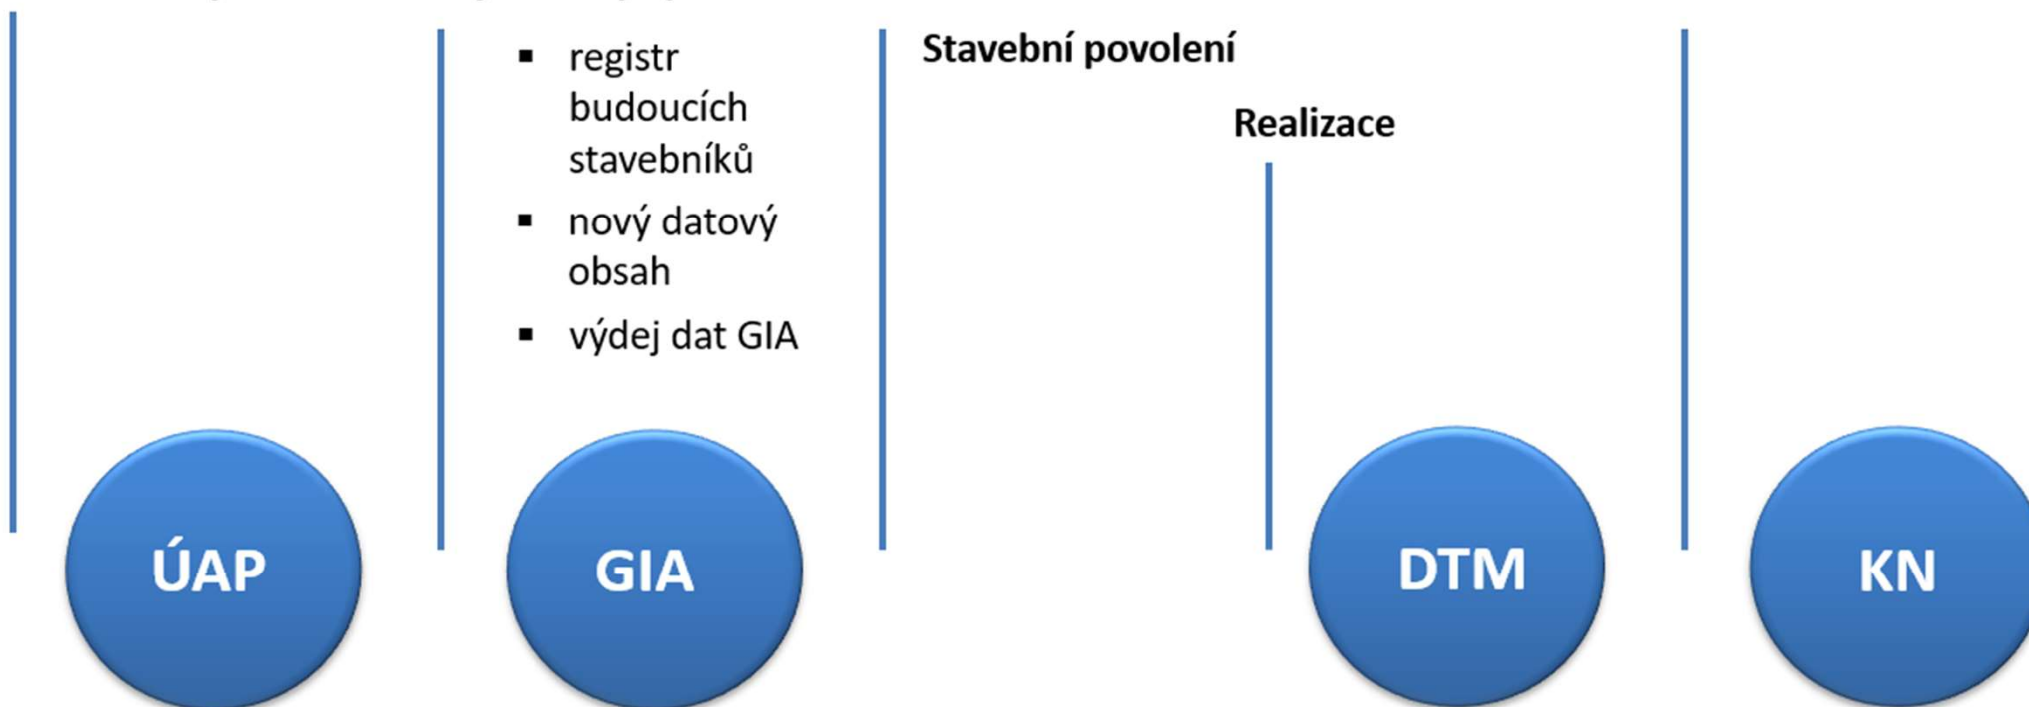 ▪ registr
budoucích
stavebníků
▪ nový datový
obsah
▪ výdej dat GIA
Stavební povolení
Realizace
ÚAP
GIA
DTM
KN